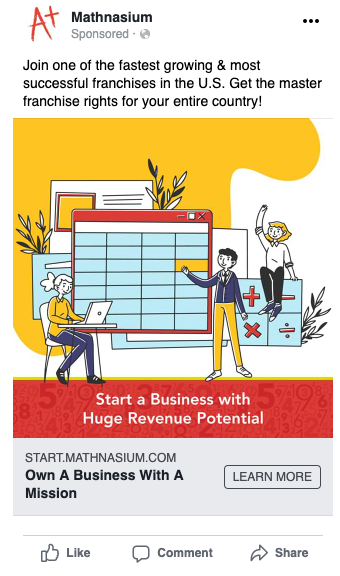 A+
Mathnasium
Sponsored ·
Join one of the fastest growing & most
successful franchises in the U.S. Get the master
franchise rights for your entire country!
+ −
× ÷
Start a Business with
Huge Revenue Potential
START.MATHNASIUM.COM
Own A Business With A
Mission
LEARN MORE
Like Comment Share